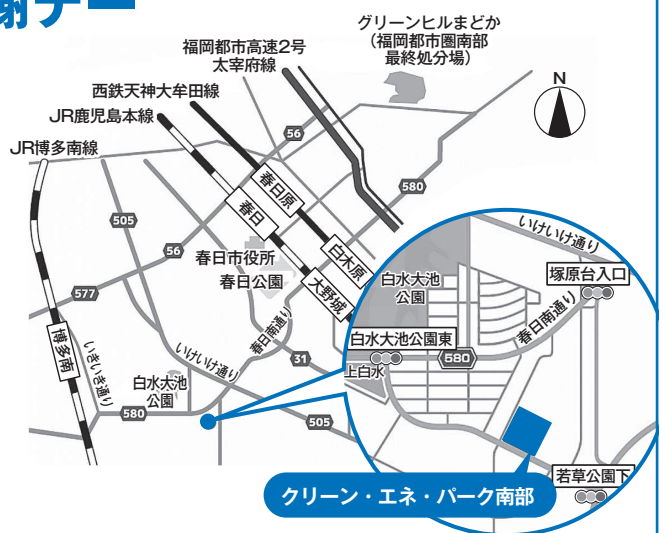 謝デー
グリーンヒルまどか
(福岡都市圏南部
最終処分場)
福岡都市高速2号
太宰府線
西鉄天神大牟田線
JR鹿児島本線
JR博多南線
N
56
580
505
春日原
春日
56
春日市役所
春日公園
白木原
大野城
577
博多南
いきいき通り
いけいけ通り
春日南通り
31
白水大池
公園
580
505
いけいけ通り
塚原台入口
白水大池
公園
春日南通り
白水大池公園東
580
上白水
若草公園下
クリーン・エネ・パーク南部